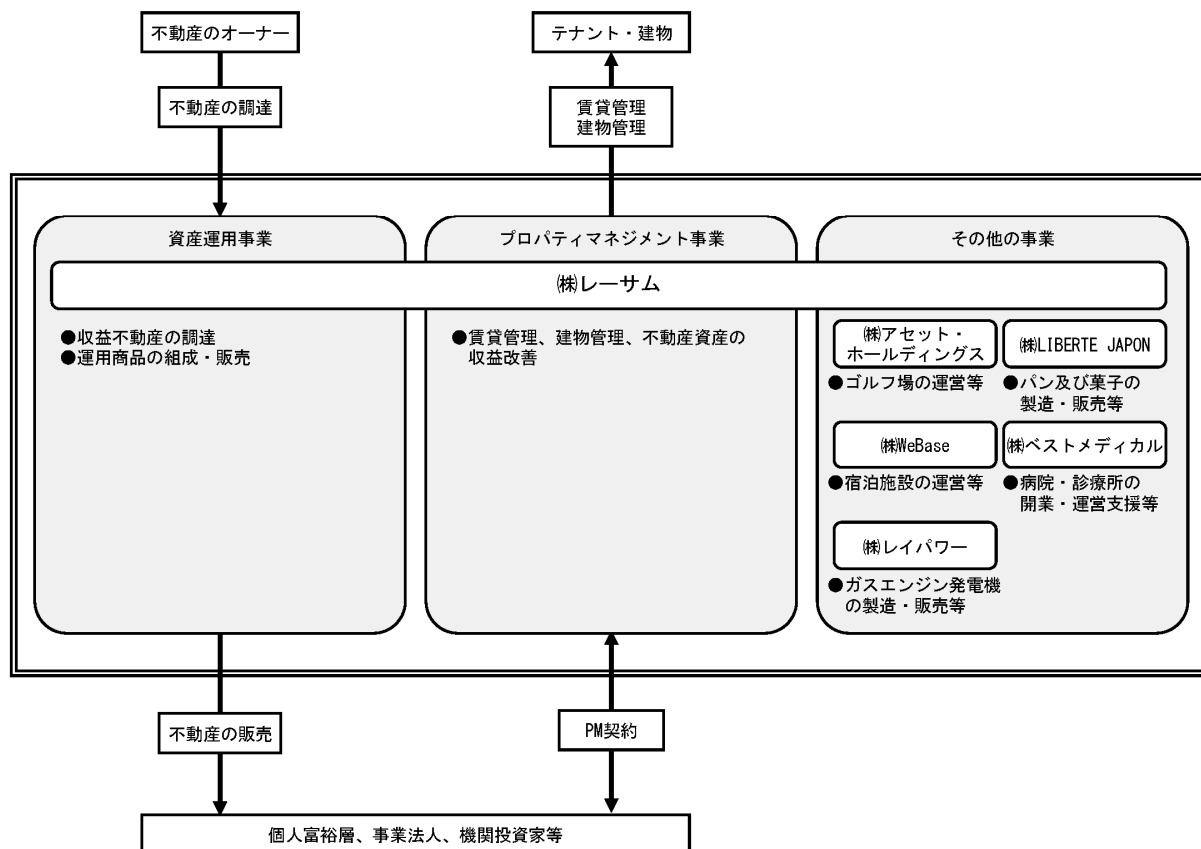 不動産のオーナー
テナント・建物
不動産の調達
賃貸管理
建物管理
資産運用事業
プロパティマネジメント事業
その他の事業
㈱レーサム
●収益不動産の調達
●運用商品の組成・販売
●賃貸管理、建物管理、不動産資産の
収益改善
㈱アセット・
ホールディングス
●ゴルフ場の運営等
㈱LIBERTE JAPON
●パン及び菓子の
製造・販売等
㈱WeBase
●宿泊施設の運営等
㈱ベストメディカル
●病院・診療所の
開業・運営支援等
㈱レイパワー
●ガスエンジン発電機
の製造・販売等
不動産の販売
PM契約
個人富裕層、事業法人、機関投資家等